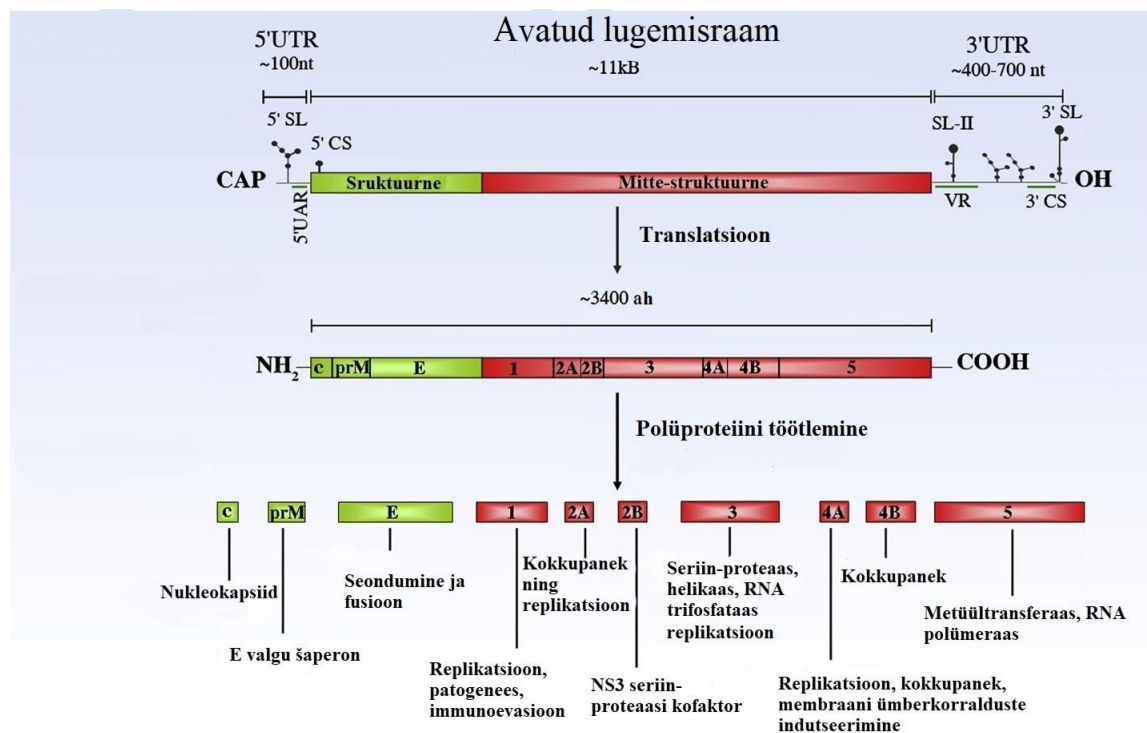 Avatud lugemisraam
5'UTR
~100nt
~11kB
3'UTR
~400-700 nt
5' SL
5' CS
SL-II
3' SL
CAP
Sruktuurne
Mitte-struktuurne
OH
5'UAR
VR
3' CS
Translatsioon
~3400 ah
NH2
c prM E 1 2A 2B 3 4A 4B 5
COOH
Polüproteiini töötlemine
c prM E 1 2A 2B 3 4A 4B 5
Nukleokapsiid
E valgu šaperon
Seondumine ja
fusioon
Replikatsioon,
patogenees,
immunoevasioon
Kokkupanek
ning
replikatsioon
NS3 seriin-
proteaasi kofaktor
Seriin-proteaas,
helikaas, RNA
trifosfataas
replikatsioon
Replikatsioon, kokkupanek,
membraani ümberkorralduste
indutseerimine
Kokkupanek
Metüültransferaas, RNA
polümeraas